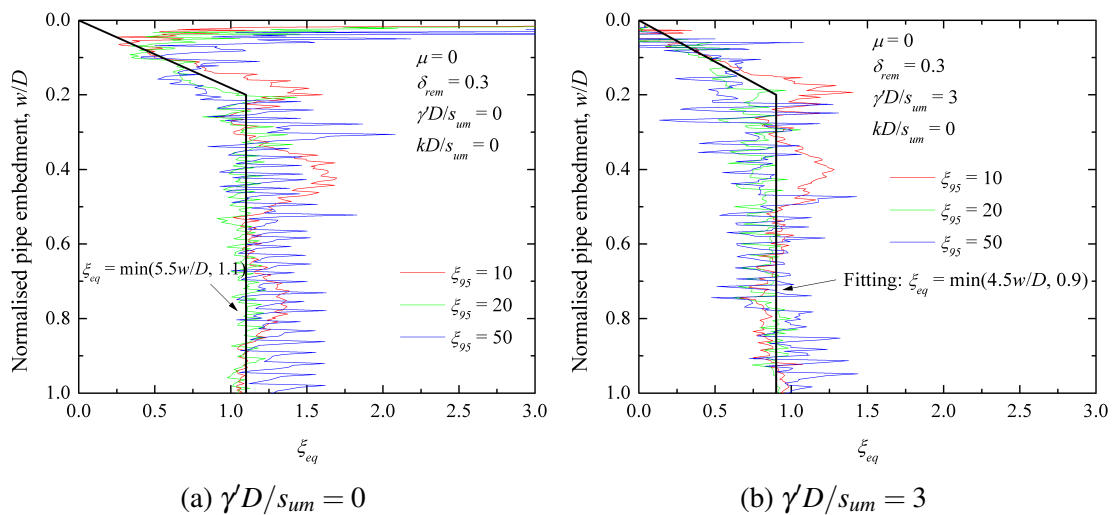 0.0
0.2
0.4
0.6
0.8
1.0
Normalised pipe embedment, w/D
0.0 0.5 1.0 1.5 2.0 2.5 3.0
ξeq
μ = 0
δrem = 0.3
γ'D/sum = 0
kD/sum = 0
ξeq = min(5.5w/D, 1.1)
ξ95 = 10
ξ95 = 20
ξ95 = 50
(a) γ′D/sum = 0
0.0
0.2
0.4
0.6
0.8
1.0
Normalised pipe embedment, w/D
0.0 0.5 1.0 1.5 2.0 2.5 3.0
ξeq
μ = 0
δrem = 0.3
γ'D/sum = 3
kD/sum = 0
ξ95 = 10
ξ95 = 20
ξ95 = 50
Fitting: ξeq = min(4.5w/D, 0.9)
(b) γ′D/sum = 3